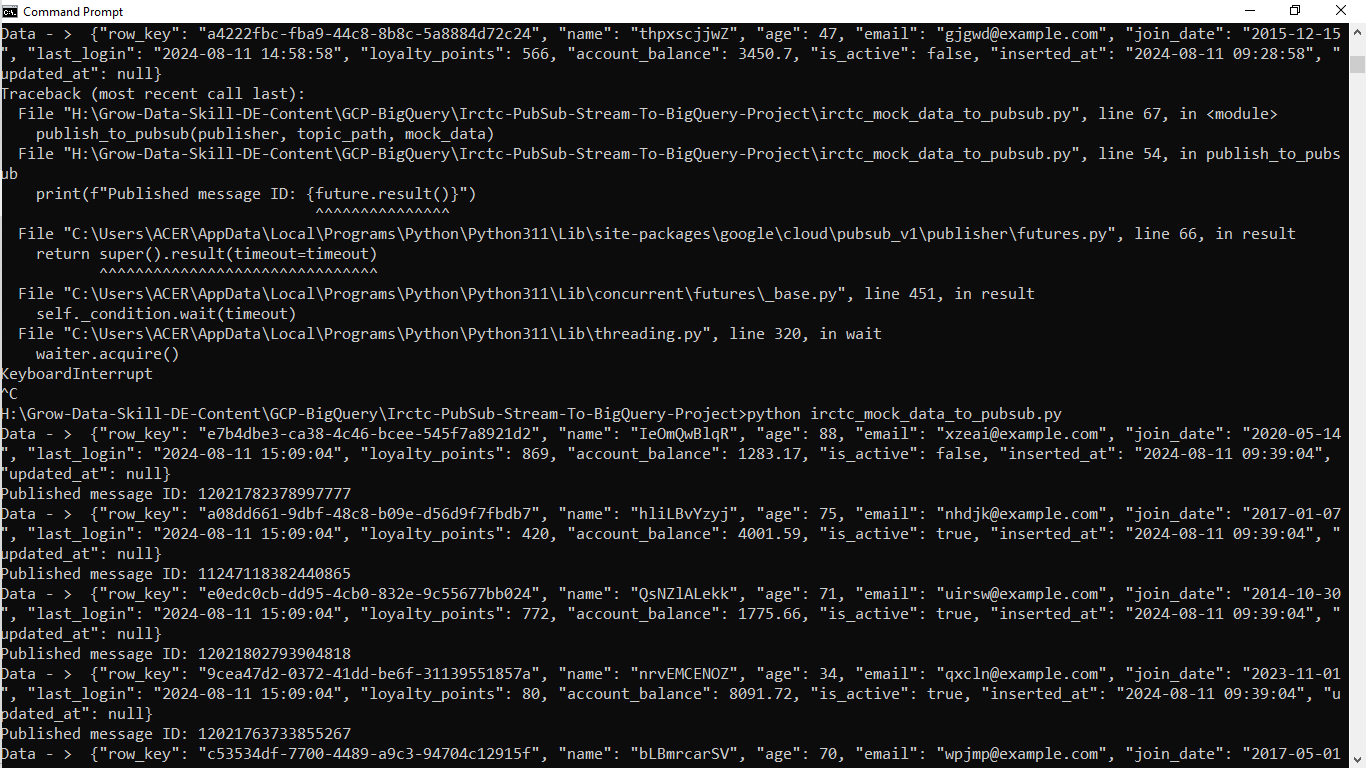 Command Prompt
Data - >  {"row_key": "a4222fbc-fba9-44c8-8b8c-5a8884d72c24", "name": "thpxscjjwZ", "age": 47, "email": "gjgwd@example.com", "join_date": "2015-12-15
", "last_login": "2024-08-11 14:58:58", "loyalty_points": 566, "account_balance": 3450.7, "is_active": false, "inserted_at": "2024-08-11 09:28:58", "
updated_at": null}
Traceback (most recent call last):
  File "H:\Grow-Data-Skill-DE-Content\GCP-BigQuery\Irctc-PubSub-Stream-To-BigQuery-Project\irctc_mock_data_to_pubsub.py", line 67, in <module>
    publish_to_pubsub(publisher, topic_path, mock_data)
  File "H:\Grow-Data-Skill-DE-Content\GCP-BigQuery\Irctc-PubSub-Stream-To-BigQuery-Project\irctc_mock_data_to_pubsub.py", line 54, in publish_to_pubs
ub
    print(f"Published message ID: {future.result()}")
                                   ^^^^^^^^^^^^^^^
  File "C:\Users\ACER\AppData\Local\Programs\Python\Python311\Lib\site-packages\google\cloud\pubsub_v1\publisher\futures.py", line 66, in result
    return super().result(timeout=timeout)
           ^^^^^^^^^^^^^^^^^^^^^^^^^^^^^^^
  File "C:\Users\ACER\AppData\Local\Programs\Python\Python311\Lib\concurrent\futures\_base.py", line 451, in result
    self._condition.wait(timeout)
  File "C:\Users\ACER\AppData\Local\Programs\Python\Python311\Lib\threading.py", line 320, in wait
    waiter.acquire()
KeyboardInterrupt
^C
H:\Grow-Data-Skill-DE-Content\GCP-BigQuery\Irctc-PubSub-Stream-To-BigQuery-Project>python irctc_mock_data_to_pubsub.py
Data - >  {"row_key": "e7b4dbe3-ca38-4c46-bcee-545f7a8921d2", "name": "IeOmQwBlqR", "age": 88, "email": "xzeai@example.com", "join_date": "2020-05-14
", "last_login": "2024-08-11 15:09:04", "loyalty_points": 869, "account_balance": 1283.17, "is_active": false, "inserted_at": "2024-08-11 09:39:04",
"updated_at": null}
Published message ID: 12021782378997777
Data - >  {"row_key": "a08dd661-9dbf-48c8-b09e-d56d9f7fbdb7", "name": "hliLBvYzyj", "age": 75, "email": "nhdjk@example.com", "join_date": "2017-01-07
", "last_login": "2024-08-11 15:09:04", "loyalty_points": 420, "account_balance": 4001.59, "is_active": true, "inserted_at": "2024-08-11 09:39:04", "
updated_at": null}
Published message ID: 11247118382440865
Data - >  {"row_key": "e0edc0cb-dd95-4cb0-832e-9c55677bb024", "name": "QsNZlALekk", "age": 71, "email": "uirsw@example.com", "join_date": "2014-10-30
", "last_login": "2024-08-11 15:09:04", "loyalty_points": 772, "account_balance": 1775.66, "is_active": true, "inserted_at": "2024-08-11 09:39:04", "
updated_at": null}
Published message ID: 12021802793904818
Data - >  {"row_key": "9cea47d2-0372-41dd-be6f-31139551857a", "name": "nrvEMCENOZ", "age": 34, "email": "qxcln@example.com", "join_date": "2023-11-01
", "last_login": "2024-08-11 15:09:04", "loyalty_points": 80, "account_balance": 8091.72, "is_active": true, "inserted_at": "2024-08-11 09:39:04", "u
pdated_at": null}
Published message ID: 12021763733855267
Data - >  {"row_key": "c53534df-7700-4489-a9c3-94704c12915f", "name": "bLBmrcarSV", "age": 70, "email": "wpjmp@example.com", "join_date": "2017-05-01